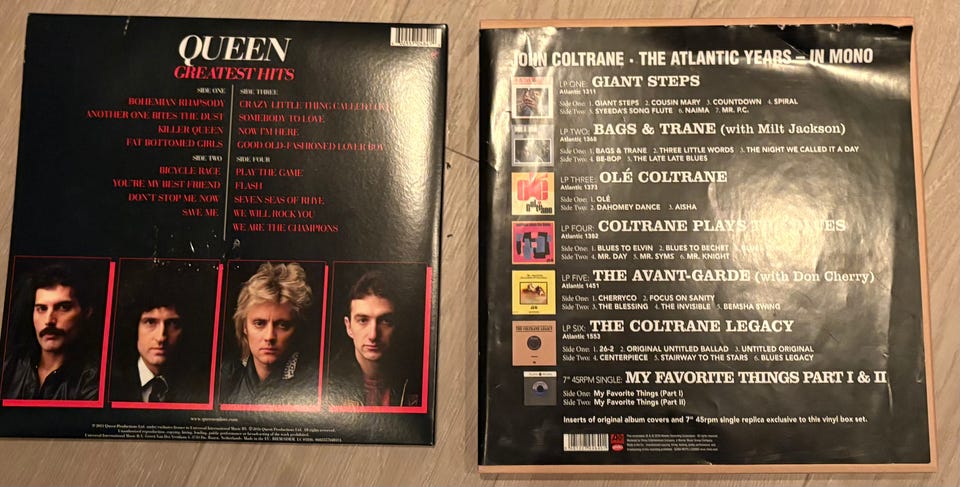 QUEEN
GREATEST HITS
SIDE ONE
BOHEMIAN RHAPSODY
ANOTHER ONE BITES THE DUST
KILLER QUEEN
FAT BOTTOMED GIRLS
SIDE TWO
BICYCLE RACE
YOU'RE MY BEST FRIEND
DON'T STOP ME NOW
SAVE ME
SIDE THREE
CRAZY LITTLE THING CALLED
SOMEBODY TO LOVE
NOW I'M HERE
GOOD OLD-FASHIONED LOVER BOY
SIDE FOUR
PLAY THE GAME
FLASH
SEVEN SEAS OF RHYE
WE WILL ROCK YOU
WE ARE THE CHAMPIONS
www.queenonline.com
JOHN COLTRANE - THE ATLANTIC YEARS – IN MONO
LP ONE: GIANT STEPS
Atlantic 1311
Side One: 1. GIANT STEPS 2. COUSIN MARY 3. COUNTDOWN 4. SPIRAL
Side Two: 5. SYEEDA'S SONG FLUTE 6. NAIMA 7. MR. P.C.
LP TWO: BAGS & TRANE (with Milt Jackson)
Atlantic 1368
Side One: 1. BAGS & TRANE 2. THREE LITTLE WORDS 3. THE NIGHT WE CALLED IT A DAY
Side Two: 4. BE-BOP 5. THE LATE LATE BLUES
LP THREE: OLÉ COLTRANE
Atlantic 1373
Side One: 1. OLÉ
Side Two: 2. DAHOMEY DANCE 3. AISHA
LP FOUR: COLTRANE PLAYS THE BLUES
Atlantic 1382
Side One: 1. BLUES TO ELVIN 2. BLUES TO BECHET
Side Two: 4. MR. DAY 5. MR. SYMS 6. MR. KNIGHT
LP FIVE: THE AVANT-GARDE (with Don Cherry)
Atlantic 1451
Side One: 1. CHERRYCO 2. FOCUS ON SANITY
Side Two: 3. THE BLESSING 4. THE INVISIBLE 5. BEMSHA SWING
LP SIX: THE COLTRANE LEGACY
Atlantic 1553
Side One: 1. 26-2 2. ORIGINAL UNTITLED BALLAD 3. UNTITLED ORIGINAL
Side Two: 4. CENTERPIECE 5. STAIRWAY TO THE STARS 6. BLUES LEGACY
7" 45RPM SINGLE: MY FAVORITE THINGS PART I & II
Side One: My Favorite Things (Part I)
Side Two: My Favorite Things (Part II)
Inserts of original album covers and 7" 45rpm single replica exclusive to this vinyl box set.